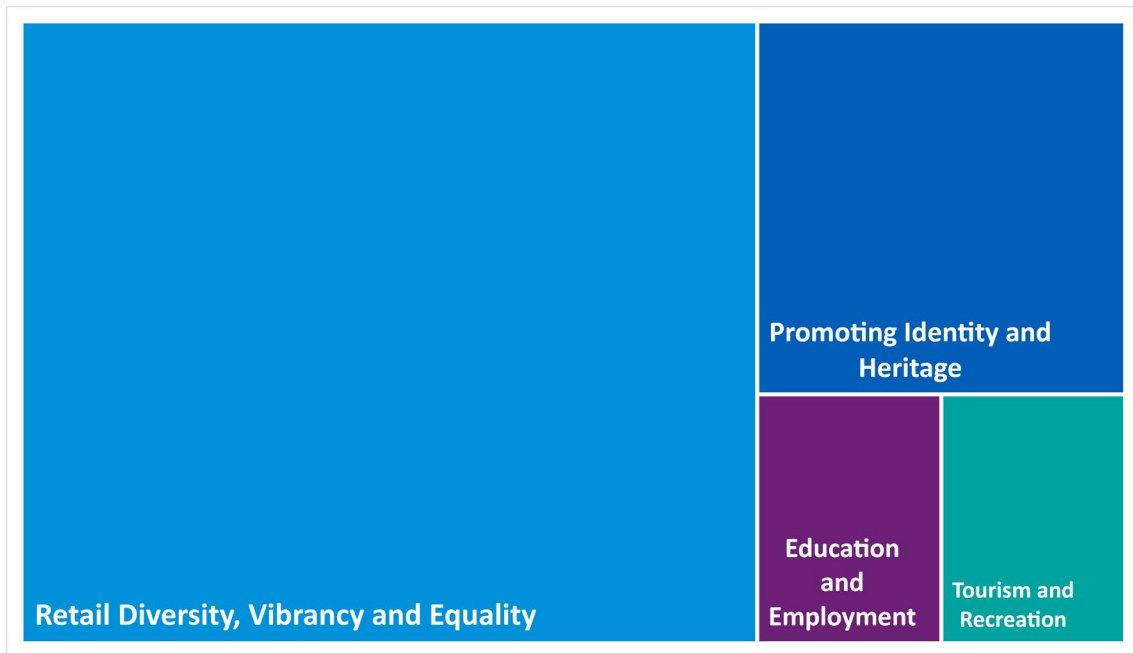 Retail Diversity, Vibrancy and Equality
Promoting Identity and
Heritage
Education
and
Employment
Tourism and
Recreation